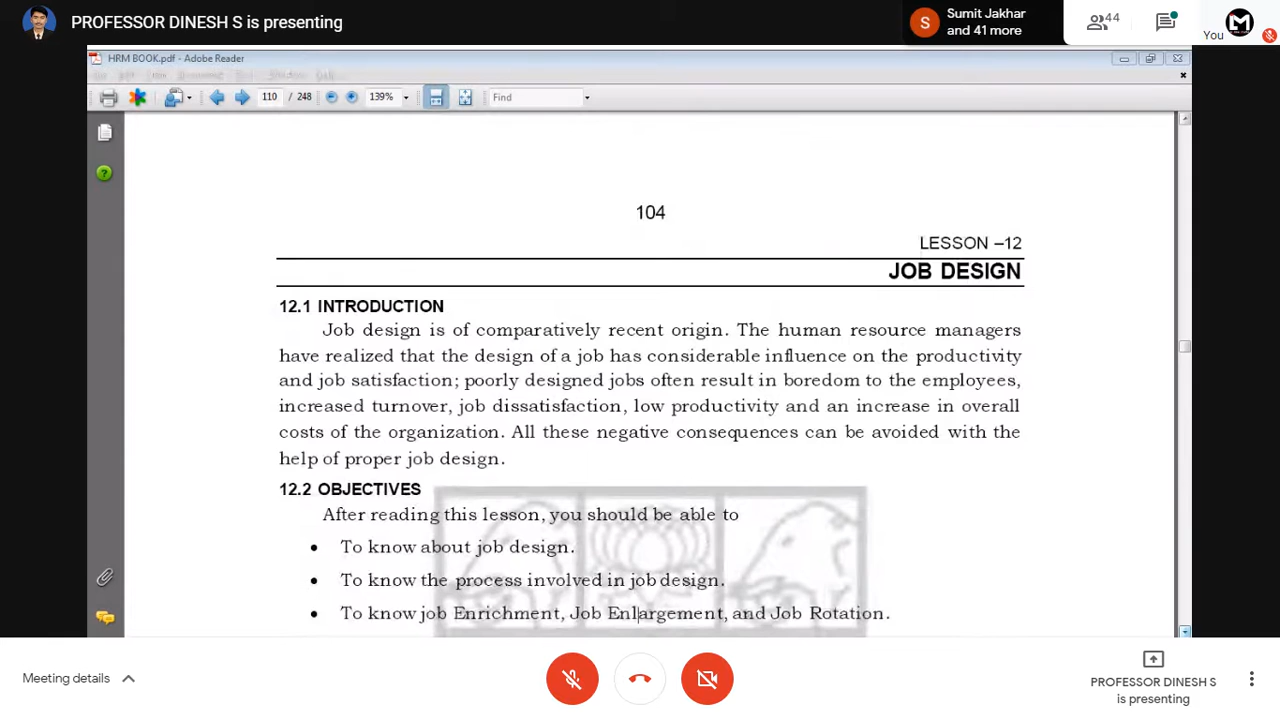 PROFESSOR DINESH S is presenting
S
Sumit Jakhar
and 41 more
44
You
M
HRM BOOK.pdf - Adobe Reader
110 / 248
139%
Find
104
LESSON –12
JOB DESIGN
12.1 INTRODUCTION
Job design is of comparatively recent origin. The human resource managers
have realized that the design of a job has considerable influence on the productivity
and job satisfaction; poorly designed jobs often result in boredom to the employees,
increased turnover, job dissatisfaction, low productivity and an increase in overall
costs of the organization. All these negative consequences can be avoided with the
help of proper job design.
12.2 OBJECTIVES
After reading this lesson, you should be able to
• To know about job design.
• To know the process involved in job design.
• To know job Enrichment, Job Enlargement, and Job Rotation.
Meeting details
PROFESSOR DINESH S
is presenting